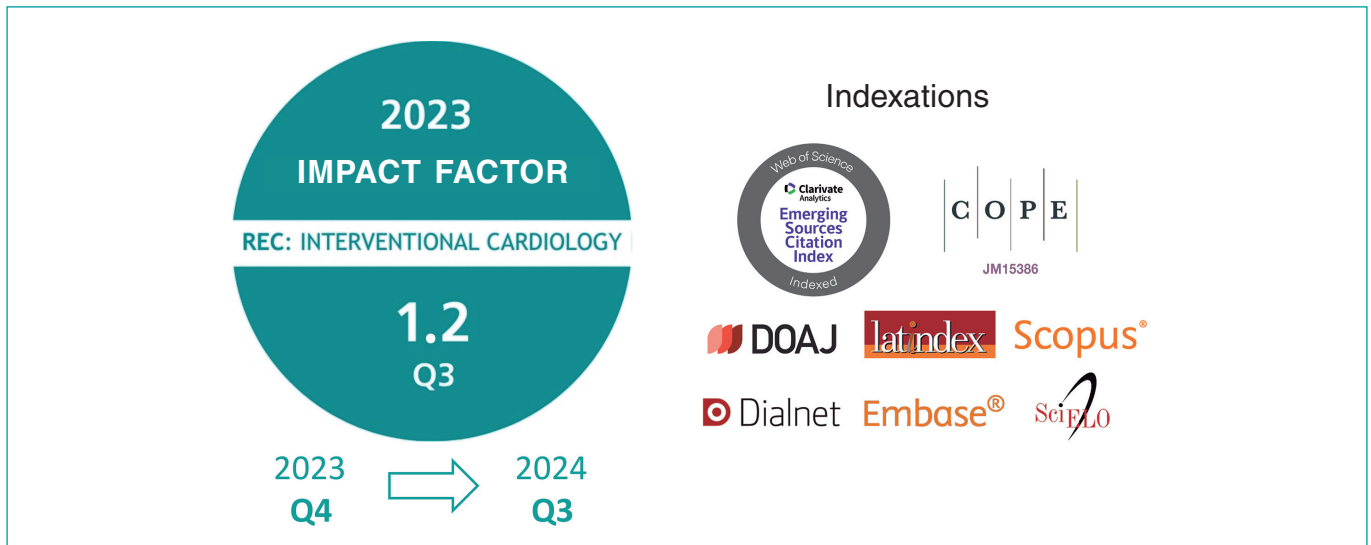 2023
IMPACT FACTOR
REC: INTERVENTIONAL CARDIOLOGY
1.2
Q3
2023
Q4
2024
Q3
Indexations
Web of Science
Clarivate
Analytics
Emerging
Sources
Citation
Index
Indexed
COPE
JM15386
DOAJ
latindex
Scopus®
Dialnet
Embase®
SciELO